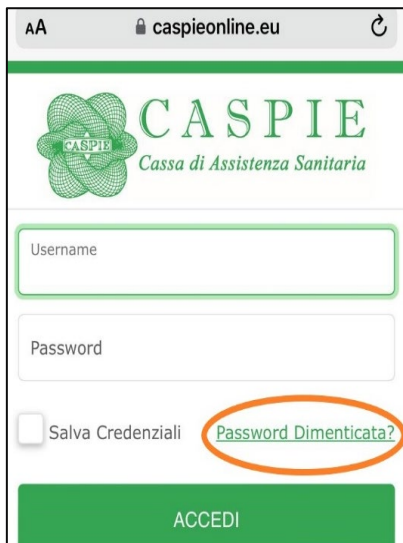 AA caspieonline.eu
CASPIE
CASPIE
Cassa di Assistenza Sanitaria
Username
Password
Salva Credenziali Password Dimenticata?
ACCEDI